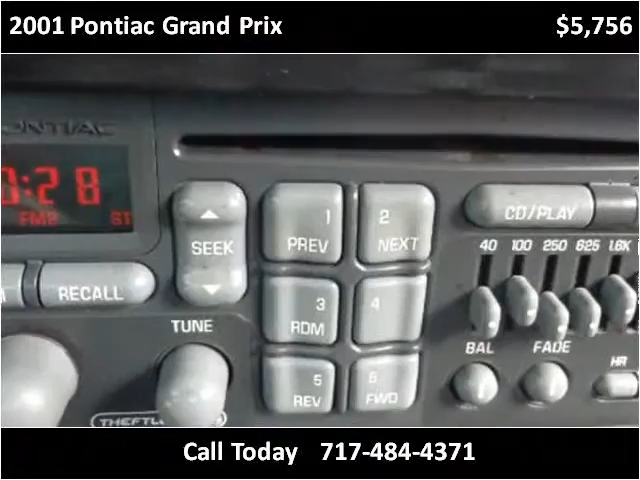 2001 Pontiac Grand Prix $5,756
PONTIAC
:28
FM2 ST
SEEK
1 PREV
2 NEXT
CD/PLAY
40 100 250 625 1.6K
RECALL
3 RDM
4
TUNE
BAL FADE
5 REV
6 FWD
HR
Call Today 717-484-4371